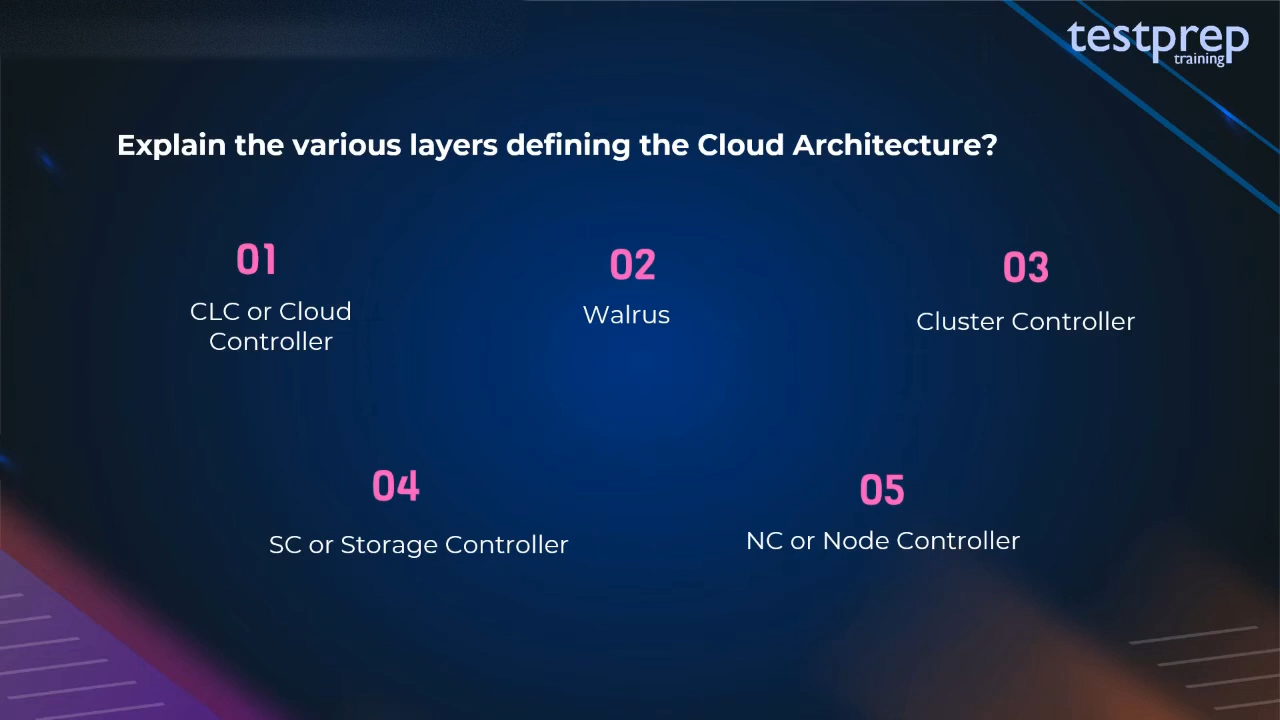 testprep
training
Explain the various layers defining the Cloud Architecture?
01
CLC or Cloud
Controller
02
Walrus
03
Cluster Controller
04
SC or Storage Controller
05
NC or Node Controller